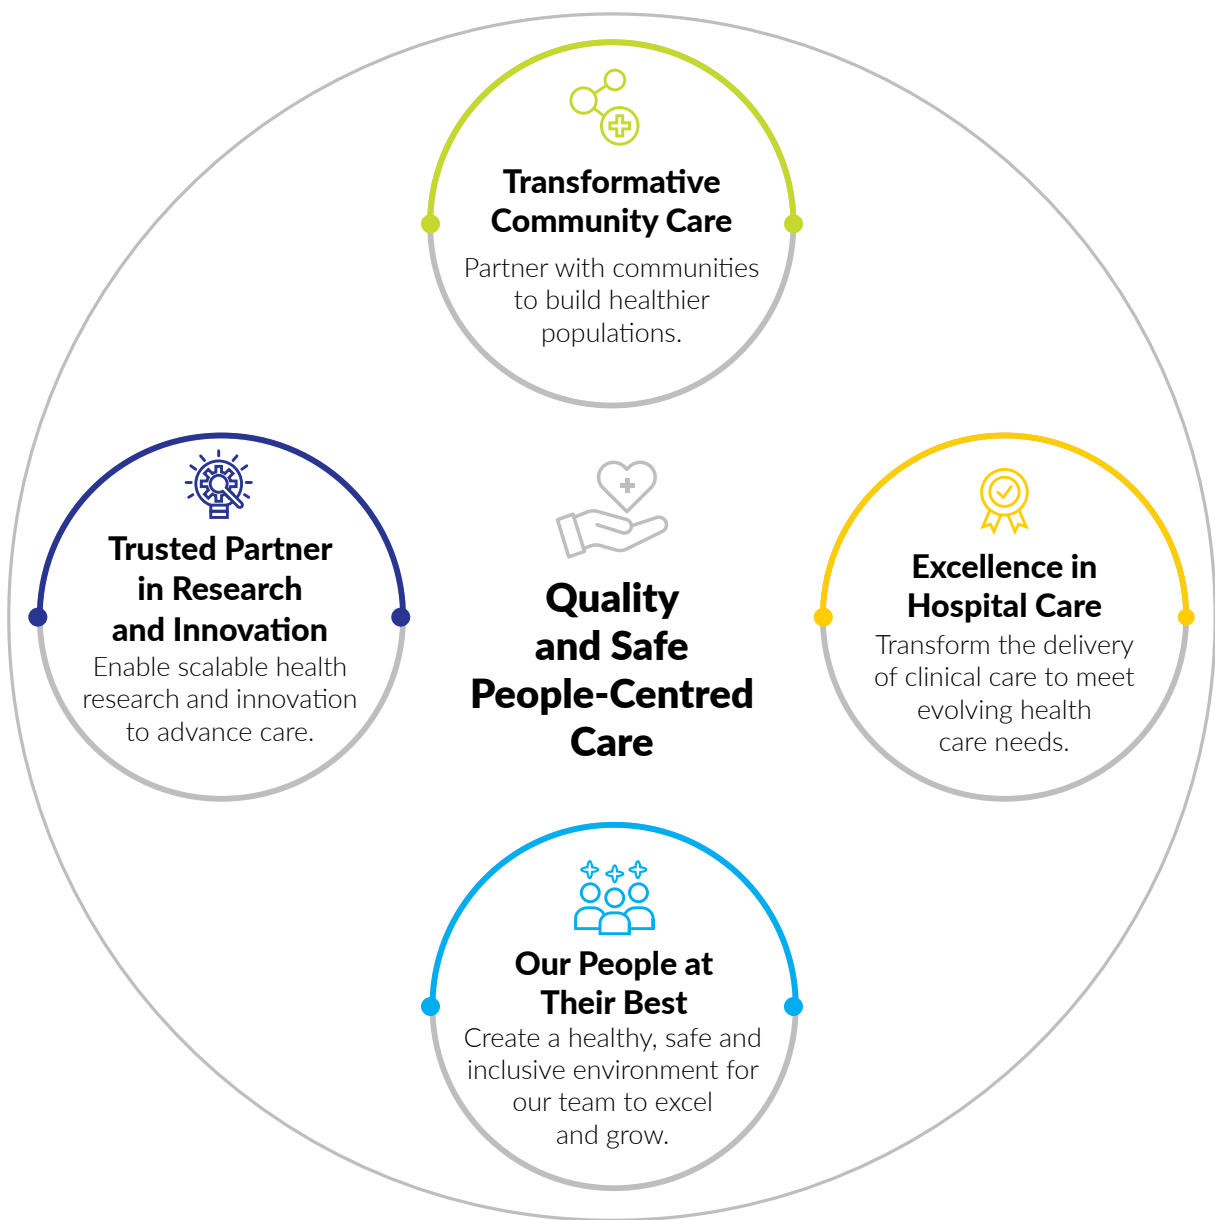 Transformative
Community Care
Partner with communities
to build healthier
populations.
Trusted Partner
in Research
and Innovation
Enable scalable health
research and innovation
to advance care.
Quality
and Safe
People-Centred
Care
Excellence in
Hospital Care
Transform the delivery
of clinical care to meet
evolving health
care needs.
Our People at
Their Best
Create a healthy, safe and
inclusive environment for
our team to excel
and grow.